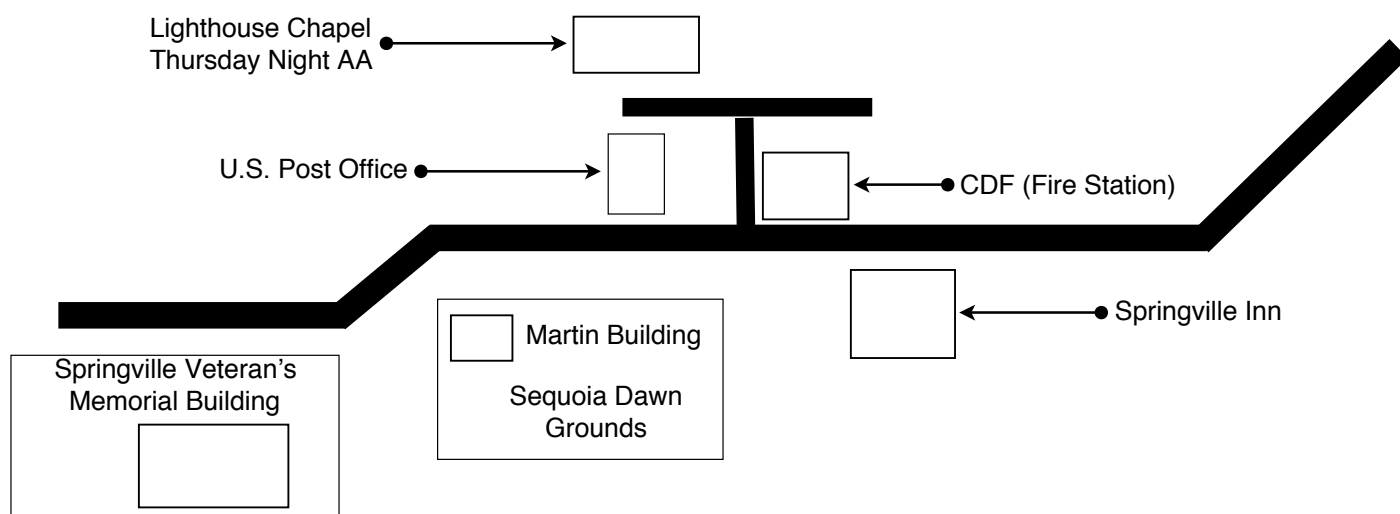 Lighthouse Chapel
Thursday Night AA
U.S. Post Office
CDF (Fire Station)
Springville Inn
Martin Building
Sequoia Dawn
Grounds
Springville Veteran’s
Memorial Building